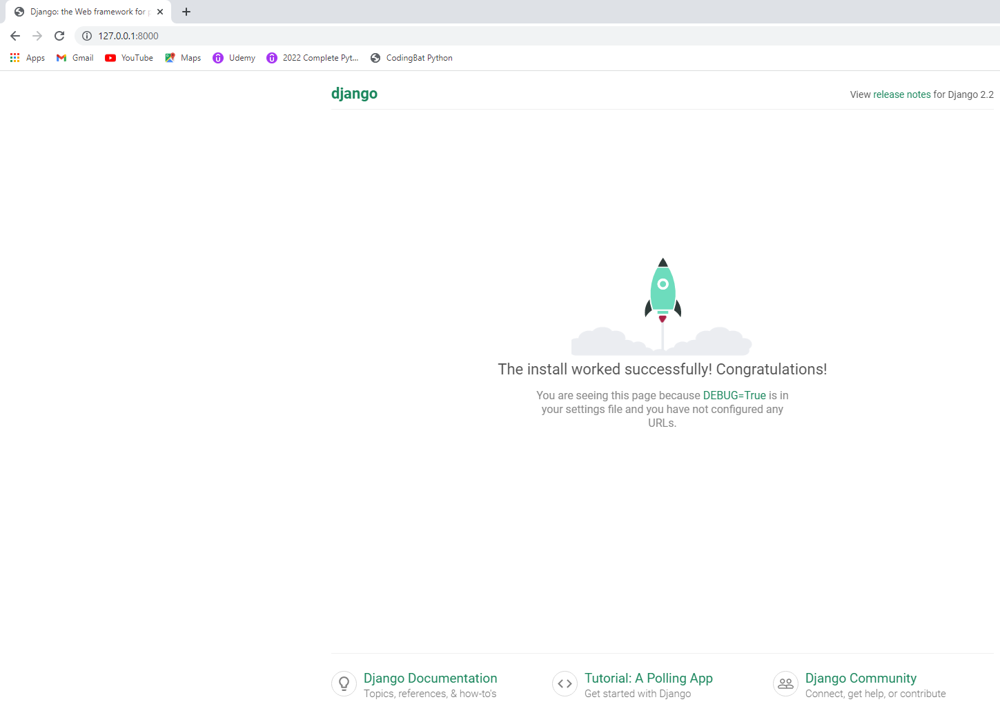 Django: the Web framework for p
127.0.0.1:8000
Apps Gmail YouTube Maps Udemy 2022 Complete Pyt... CodingBat Python
django
View release notes for Django 2.2
The install worked successfully! Congratulations!
You are seeing this page because DEBUG=True is in
your settings file and you have not configured any
URLs.
Django Documentation
Topics, references, & how-to's
Tutorial: A Polling App
Get started with Django
Django Community
Connect, get help, or contribute